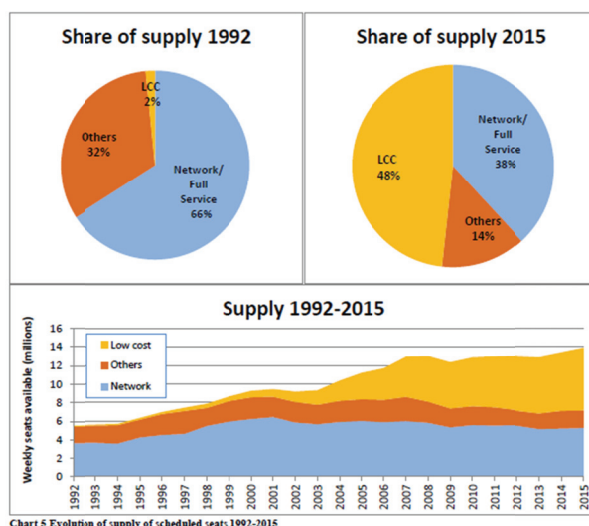 Share of supply 1992
LCC
2%
Others
32%
Network/
Full
Service
66%
Share of supply 2015
LCC
48%
Network/
Full
Service
38%
Others
14%
Supply 1992-2015
Weekly seats available (millions)
16
14
12
10
8
6
4
2
0
Low cost
Others
Network
1992
1993
1994
1995
1996
1997
1998
1999
2000
2001
2002
2003
2004
2005
2006
2007
2008
2009
2010
2011
2012
2013
2014
2015
Chart 5 Evolution of supply of scheduled seats 1992-2015